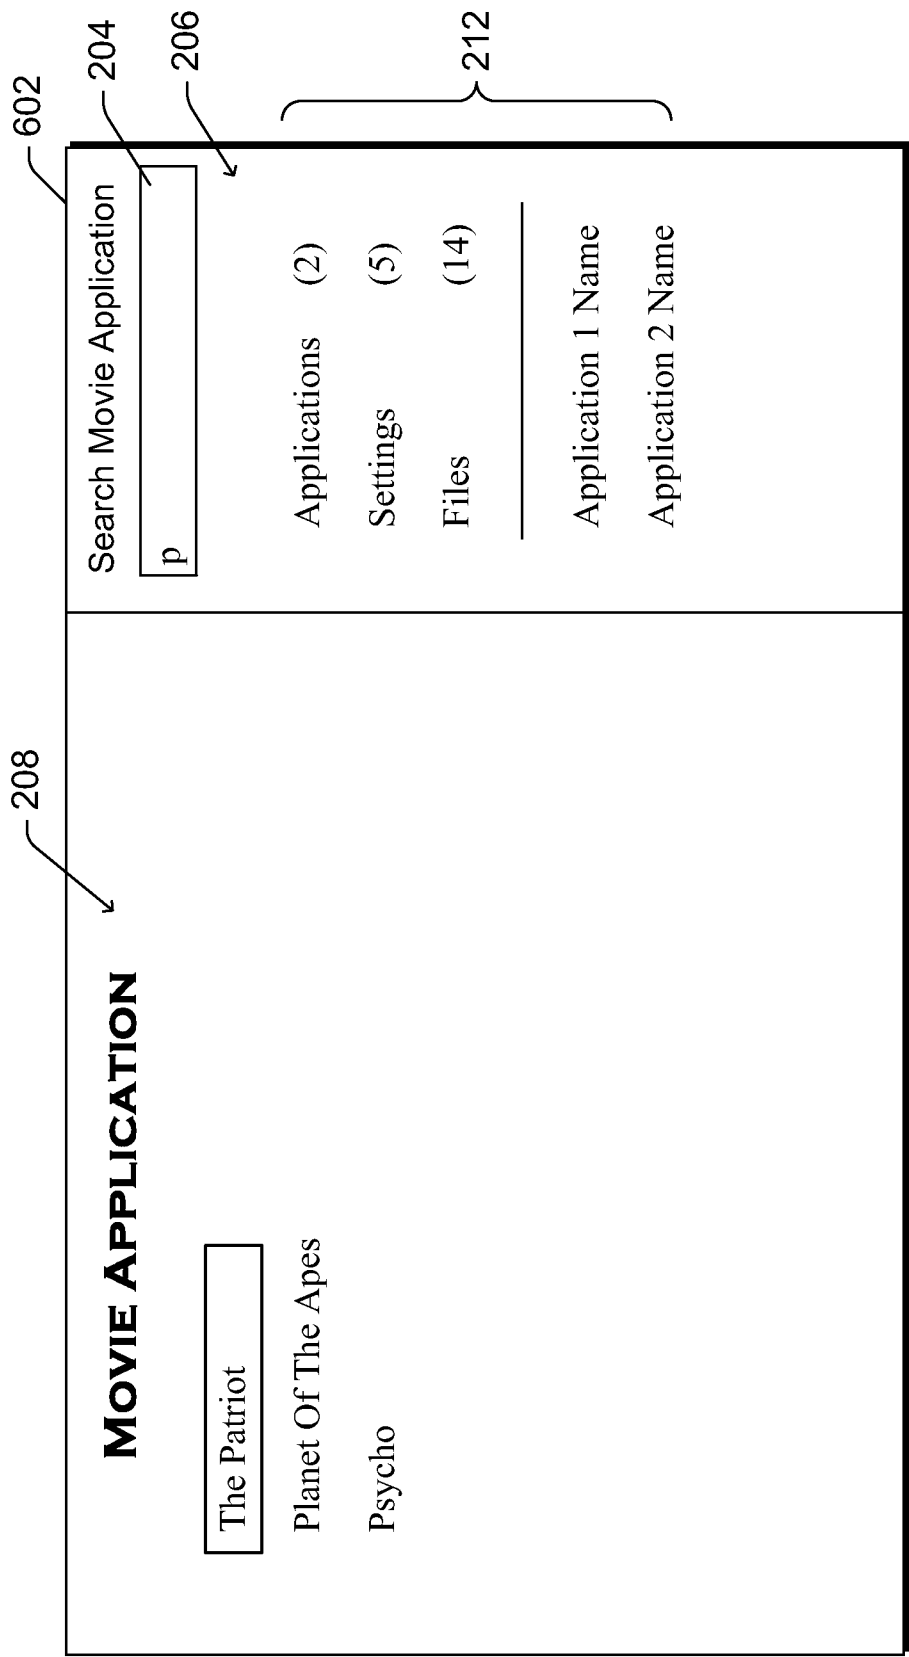 602
204
206
212
208
MOVIE APPLICATION
The Patriot
Planet Of The Apes
Psycho
Search Movie Application
p
Applications (2)
Settings (5)
Files (14)
Application 1 Name
Application 2 Name